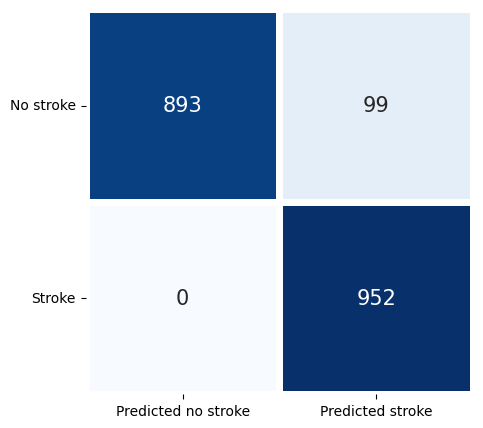 No stroke
893
99
Stroke
0
952
Predicted no stroke
Predicted stroke